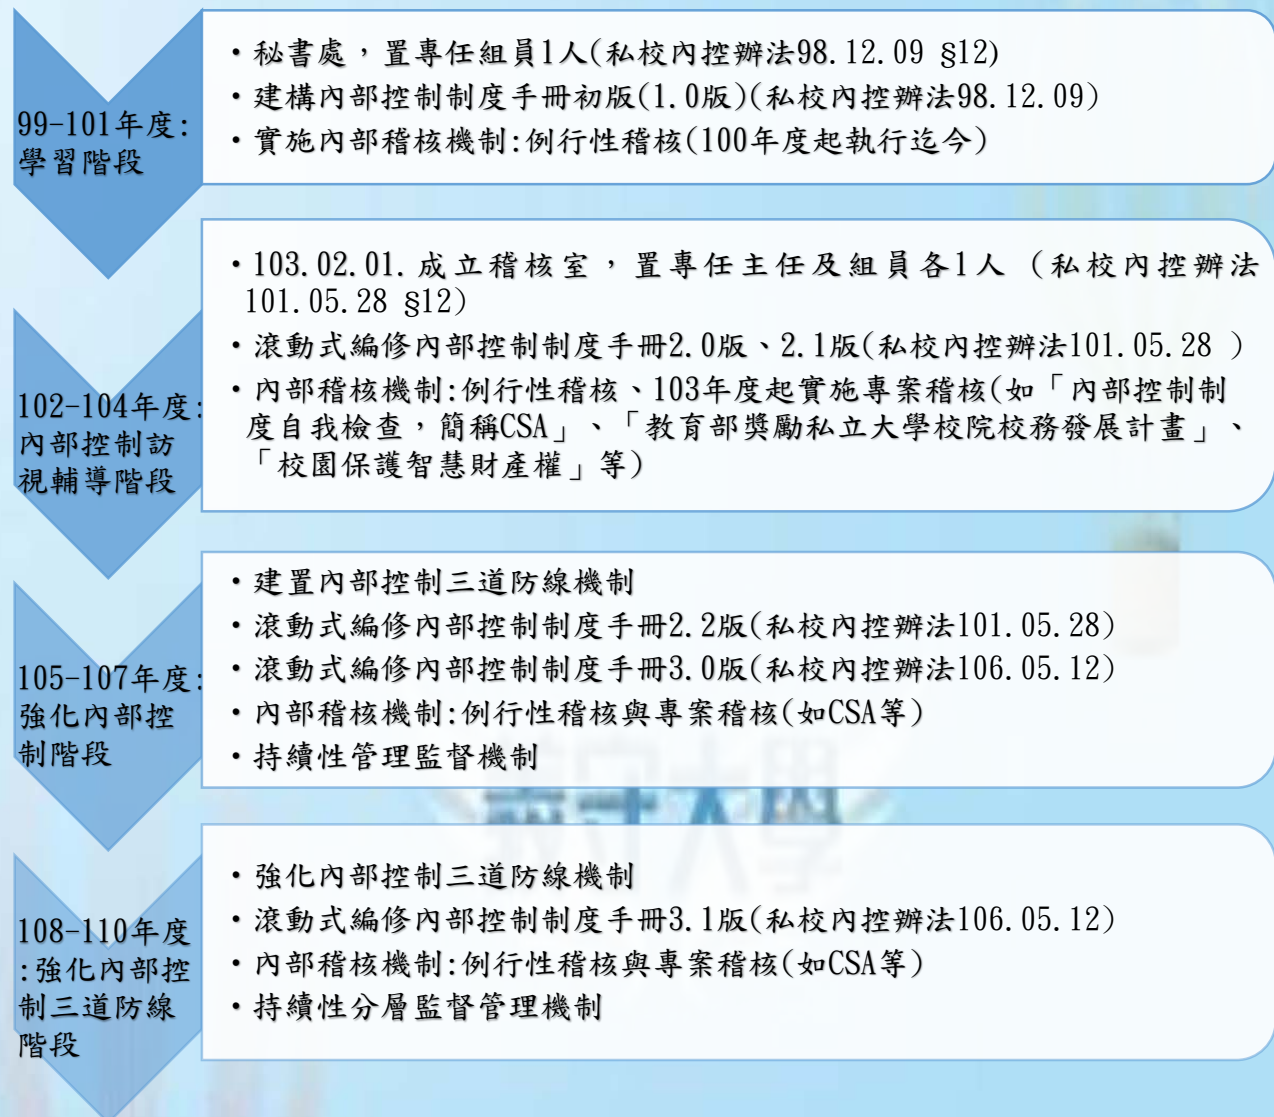 99-101年度:
學習階段
・秘書處，置專任組員1人(私校內控辦法98.12.09 §12)
・建構內部控制制度手冊初版(1.0版)(私校內控辦法98.12.09)
・實施內部稽核機制:例行性稽核(100年度起執行迄今)
102-104年度:
內部控制訪
視輔導階段
・103.02.01.成立稽核室，置專任主任及組員各1人 (私校內控辦法
101.05.28 §12)
・滾動式編修內部控制制度手冊2.0版、2.1版(私校內控辦法101.05.28 )
・內部稽核機制:例行性稽核、103年度起實施專案稽核(如「內部控制制
度自我檢查，簡稱CSA」、「教育部獎勵私立大學校院校務發展計畫」、
「校園保護智慧財產權」等)
105-107年度:
強化內部控
制階段
・建置內部控制三道防線機制
・滾動式編修內部控制制度手冊2.2版(私校內控辦法101.05.28)
・滾動式編修內部控制制度手冊3.0版(私校內控辦法106.05.12)
・內部稽核機制:例行性稽核與專案稽核(如CSA等)
・持續性管理監督機制
108-110年度
:強化內部控
制三道防線
階段
・強化內部控制三道防線機制
・滾動式編修內部控制制度手冊3.1版(私校內控辦法106.05.12)
・內部稽核機制:例行性稽核與專案稽核(如CSA等)
・持續性分層監督管理機制